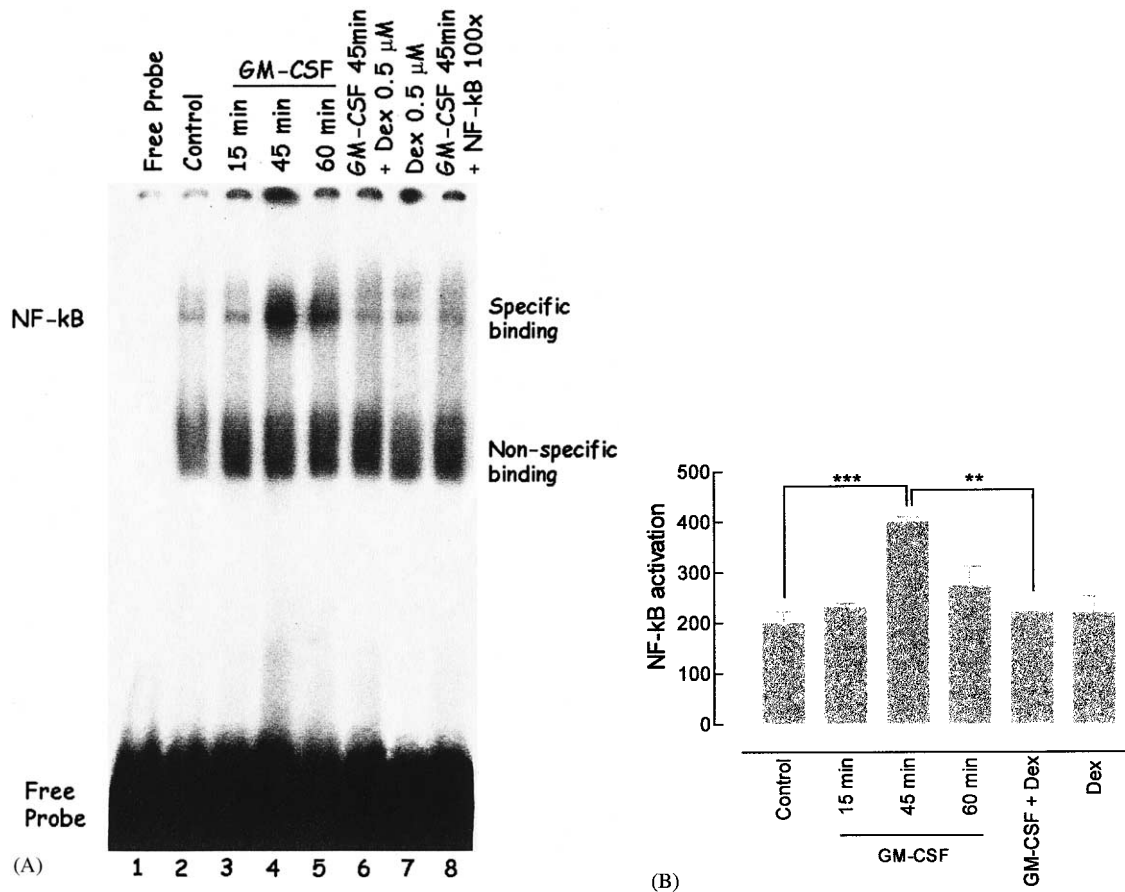 Free Probe
Control
GM-CSF
15 min
45 min
60 min
GM-CSF 45min
+ Dex 0.5 µM
Dex 0.5 µM
GM-CSF 45min
+ NF-kB 100x
NF-kB
Specific
binding
Non-specific
binding
Free
Probe
(A)
1 2 3 4 5 6 7 8
500
400
300
200
100
0
NF-kB activation
***
**
Control
15 min
45 min
60 min
GM-CSF + Dex
Dex
GM-CSF
(B)